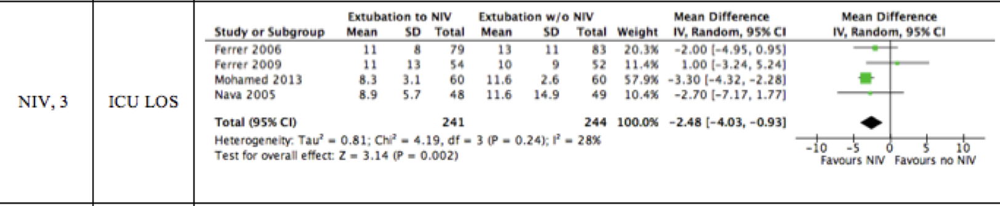 NIV, 3
ICU LOS
Extubation to NIV Extubation w/o NIV Mean Difference Mean Difference
Study or Subgroup Mean SD Total Mean SD Total Weight IV, Random, 95% CI IV, Random, 95% CI
Ferrer 2006 11 8 79 13 11 83 20.3% −2.00 [−4.95, 0.95]
Ferrer 2009 11 13 54 10 9 52 11.4% 1.00 [−3.24, 5.24]
Mohamed 2013 8.3 3.1 60 11.6 2.6 60 57.9% −3.30 [−4.32, −2.28]
Nava 2005 8.9 5.7 48 11.6 14.9 49 10.4% −2.70 [−7.17, 1.77]
Total (95% CI) 241 244 100.0% −2.48 [−4.03, −0.93]
Heterogeneity: Tau² = 0.81; Chi² = 4.19, df = 3 (P = 0.24); I² = 28%
Test for overall effect: Z = 3.14 (P = 0.002)
−10 −5 0 5 10
Favours NIV Favours no NIV